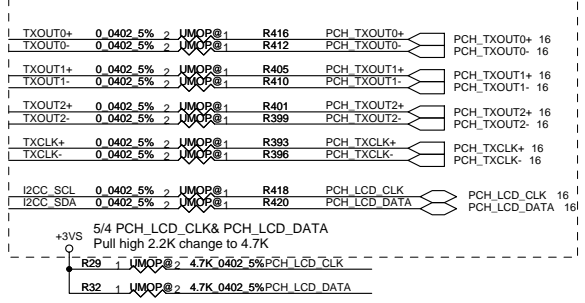 TXOUT0+ 0_0402_5% 2 UMOP@ 1 R416 PCH_TXOUT0+ PCH_TXOUT0+ 16
TXOUT0- 0_0402_5% 2 UMOP@ 1 R412 PCH_TXOUT0- PCH_TXOUT0- 16
TXOUT1+ 0_0402_5% 2 UMOP@ 1 R405 PCH_TXOUT1+ PCH_TXOUT1+ 16
TXOUT1- 0_0402_5% 2 UMOP@ 1 R410 PCH_TXOUT1- PCH_TXOUT1- 16
TXOUT2+ 0_0402_5% 2 UMOP@ 1 R401 PCH_TXOUT2+ PCH_TXOUT2+ 16
TXOUT2- 0_0402_5% 2 UMOP@ 1 R399 PCH_TXOUT2- PCH_TXOUT2- 16
TXCLK+ 0_0402_5% 2 UMOP@ 1 R393 PCH_TXCLK+ PCH_TXCLK+ 16
TXCLK- 0_0402_5% 2 UMOP@ 1 R396 PCH_TXCLK- PCH_TXCLK- 16
I2CC_SCL 0_0402_5% 2 UMOP@ 1 R418 PCH_LCD_CLK PCH_LCD_CLK 16
I2CC_SDA 0_0402_5% 2 UMOP@ 1 R420 PCH_LCD_DATA PCH_LCD_DATA 16
5/4 PCH_LCD_CLK& PCH_LCD_DATA
+3VS Pull high 2.2K change to 4.7K
R29 1 UMOP@ 2 4.7K_0402_5% PCH_LCD_CLK
R32 1 UMOP@ 2 4.7K_0402_5% PCH_LCD_DATA